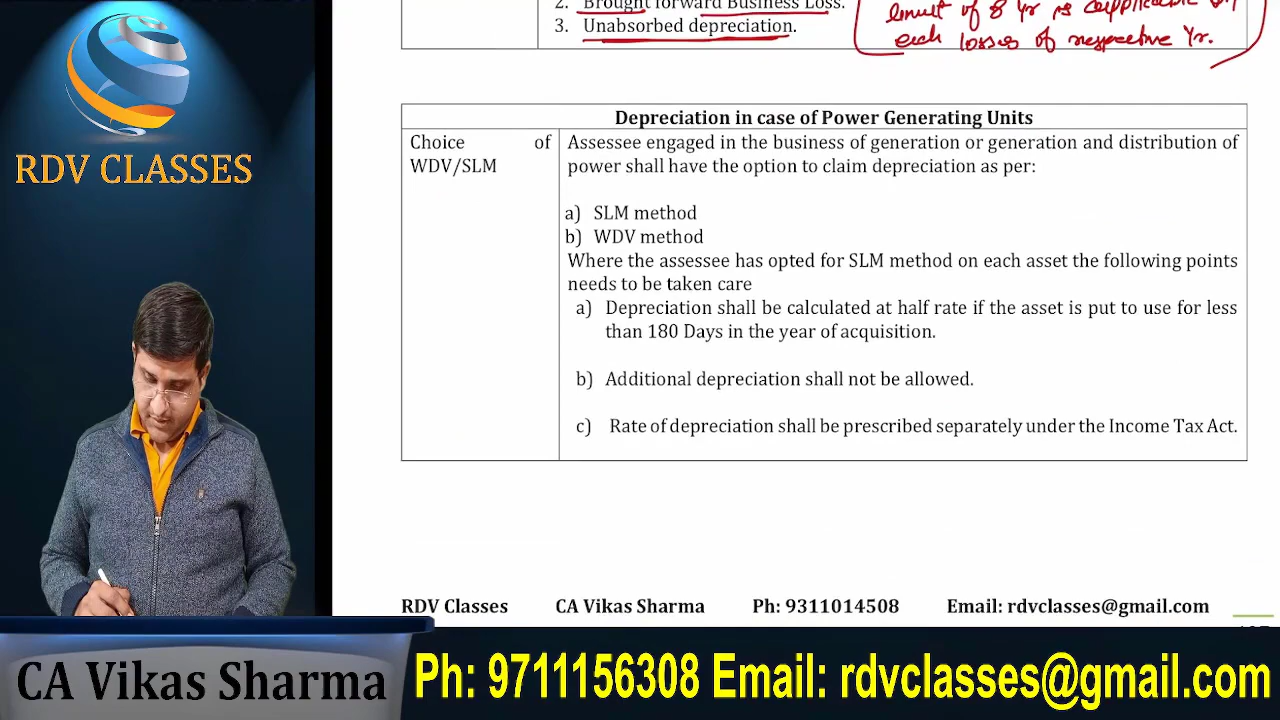 2. Brought forward Business Loss.
3. Unabsorbed depreciation.
limit of 8 Yr is applicable
each losses of respective Yr.
RDV CLASSES
Depreciation in case of Power Generating Units
Choice of WDV/SLM
Assessee engaged in the business of generation or generation and distribution of
power shall have the option to claim depreciation as per:
a) SLM method
b) WDV method
Where the assessee has opted for SLM method on each asset the following points
needs to be taken care
a) Depreciation shall be calculated at half rate if the asset is put to use for less
than 180 Days in the year of acquisition.
b) Additional depreciation shall not be allowed.
c) Rate of depreciation shall be prescribed separately under the Income Tax Act.
RDV Classes CA Vikas Sharma Ph: 9311014508 Email: rdvclasses@gmail.com
CA Vikas Sharma
Ph: 9711156308 Email: rdvclasses@gmail.com